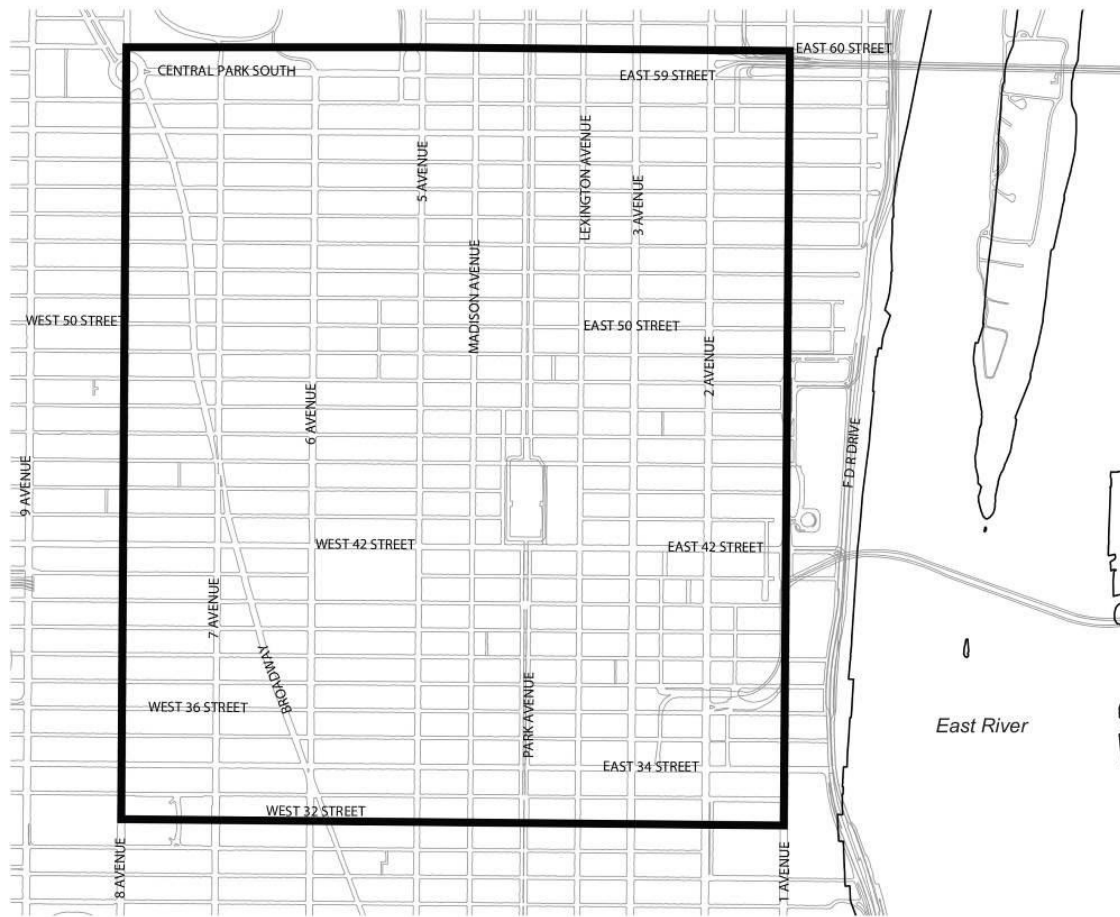 EAST 60 STREET
CENTRAL PARK SOUTH
EAST 59 STREET
5 AVENUE
LEXINGTON AVENUE
3 AVENUE
MADISON AVENUE
WEST 50 STREET
EAST 50 STREET
2 AVENUE
6 AVENUE
9 AVENUE
F D R DRIVE
WEST 42 STREET
EAST 42 STREET
7 AVENUE
BROADWAY
WEST 36 STREET
PARK AVENUE
East River
EAST 34 STREET
WEST 32 STREET
8 AVENUE
1 AVENUE